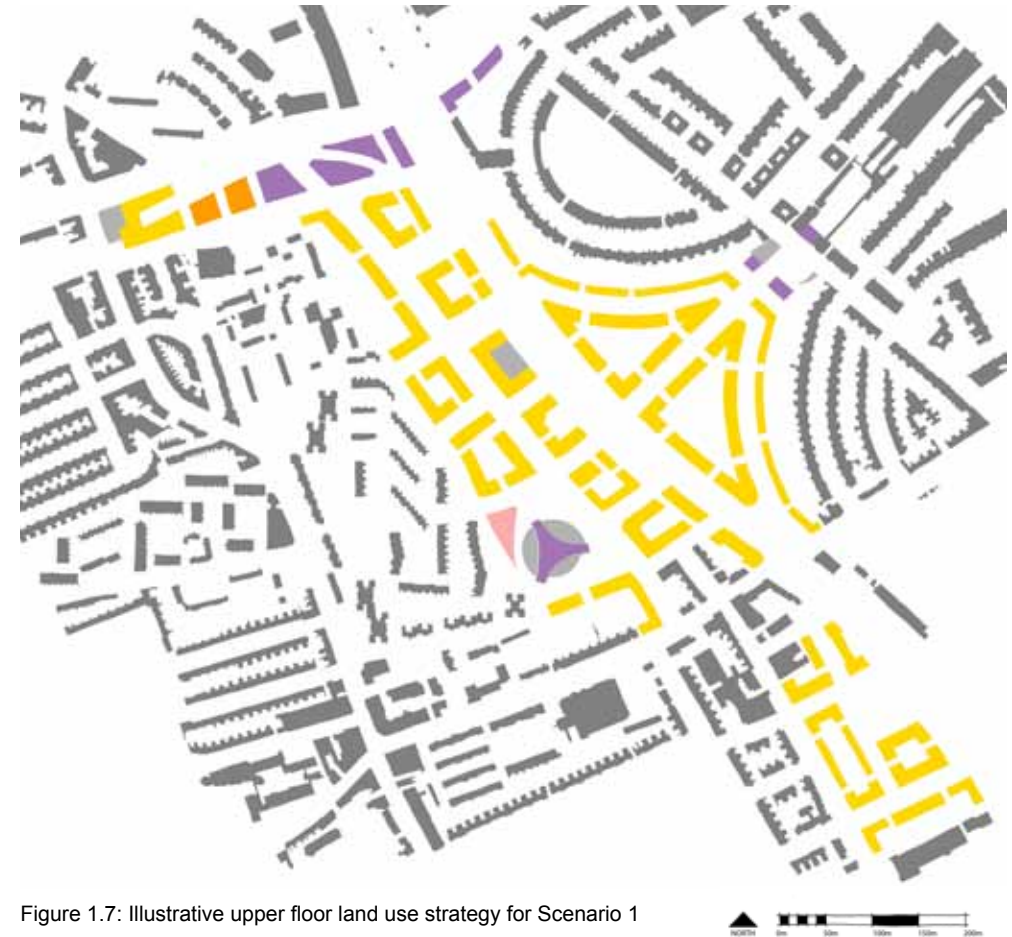 Figure 1.7: Illustrative upper floor land use strategy for Scenario 1
NORTH 0m 50m 100m 150m 200m